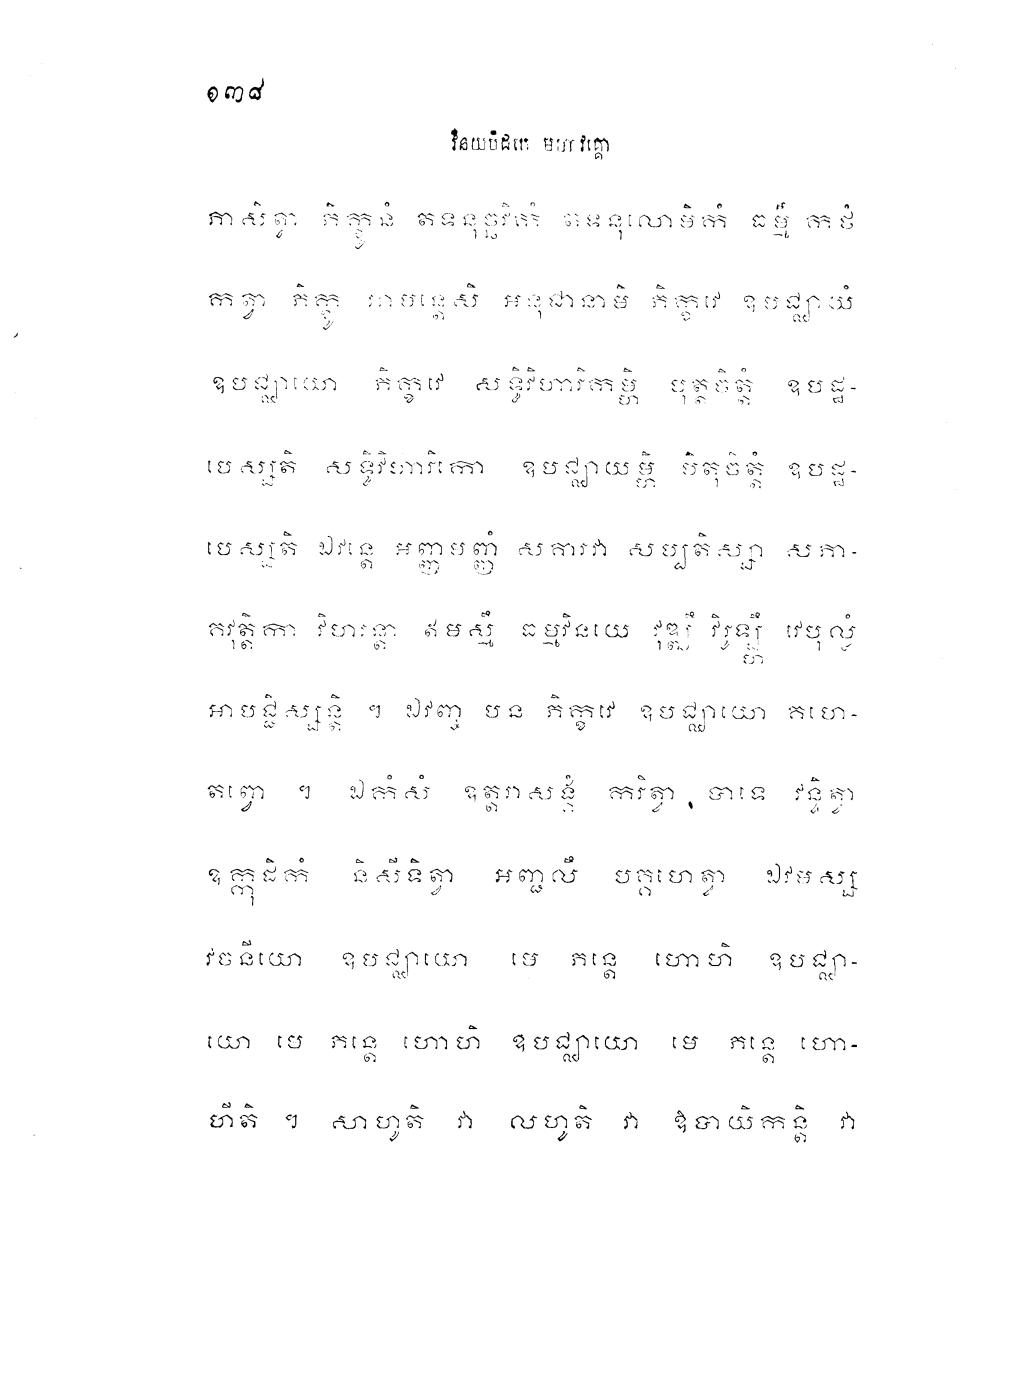 ១៣៨
វិនយបិដកេ មហាវគ្គោ
ភាសិត្វា ភិក្ខូនំ តទនុច្ឆវិកំ តទនុលោមិកំ ធម្មឹ កថំ
កត្វា ភិក្ខូ អាមន្តេសិ អនុជានាមិ ភិក្ខវេ ឧបជ្ឈាយំ
ឧបជ្ឈាយោ ភិក្ខវេ សទ្ធិវិហារិកម្ហិ បុត្តចិត្តំ ឧបដ្ឋ-
បេស្សតិ សទ្ធិវិហារិកោ ឧបជ្ឈាយម្ហិ បិតុចិត្តំ ឧបដ្ឋ-
បេស្សតិ ឯវន្តេ អញ្ញមញ្ញំ សគារវា សប្បតិស្សា សភា-
គវុត្តិកា វិហរន្តា ឥមស្មឹ ធម្មវិនយេ វុឌ្ឍឹ វិរូឡ្ហឹ វេបុល្លំ
អាបជ្ជិស្សន្តិ ។ ឯវញ្ច បន ភិក្ខវេ ឧបជ្ឈាយោ គហេ-
តព្វោ ។ ឯកំសំ ឧត្តរាសង្គំ ករិត្វា បាទេ វន្ទិត្វា
ឧក្កុដិកំ និសីទិត្វា អញ្ជលឹ បគ្គហេត្វា ឯវមស្ស
វចនីយោ ឧបជ្ឈាយោ មេ ភន្តេ ហោហិ ឧបជ្ឈា-
យោ មេ ភន្តេ ហោហិ ឧបជ្ឈាយោ មេ ភន្តេ ហោ-
ហីតិ ។ សាហូតិ វា លហូតិ វា ឱបាយិកន្តិ វា